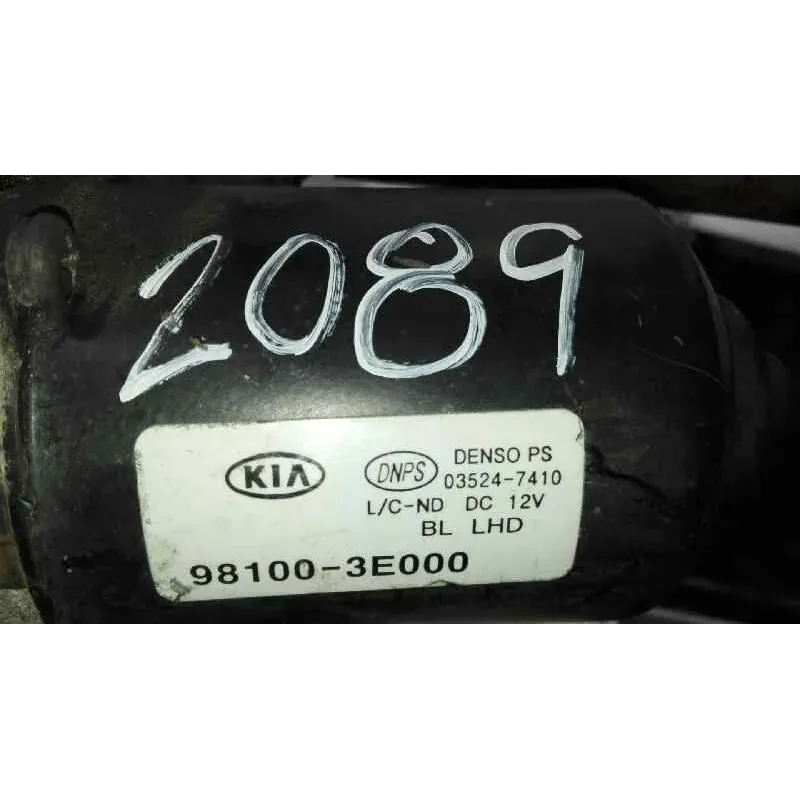 2089
KIA DNPS DENSO PS
03524-7410
L/C-ND DC 12V
BL LHD
98100-3E000